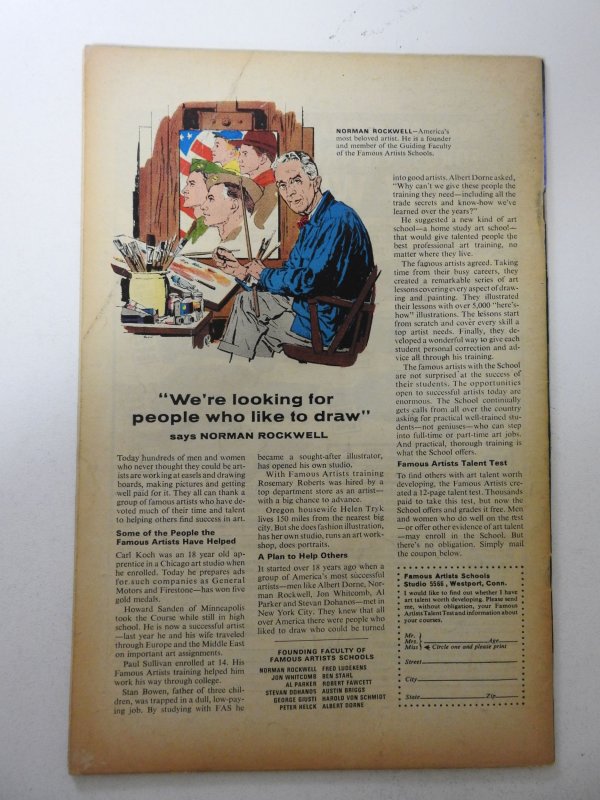 NORMAN ROCKWELL—America's
most beloved artist. He is a founder
and member of the Guiding Faculty
of the Famous Artists Schools.
"We're looking for
people who like to draw"
says NORMAN ROCKWELL
Today hundreds of men and women
who never thought they could be art-
ists are working at easels and drawing
boards, making pictures and getting
well paid for it. They all can thank a
group of famous artists who have de-
voted much of their time and talent
to helping others find success in art.
Some of the People the
Famous Artists Have Helped
Carl Koch was an 18 year old ap-
prentice in a Chicago art studio when
he enrolled. Today he prepares ads
for such companies as General
Motors and Firestone—has won five
gold medals.
Howard Sanden of Minneapolis
took the Course while still in high
school. He is now a successful artist
—last year he and his wife traveled
through Europe and the Middle East
on important art assignments.
Paul Sullivan enrolled at 14. His
Famous Artists training helped him
work his way through college.
Stan Bowen, father of three chil-
dren, was trapped in a dull, low-pay-
ing job. By studying with FAS he
became a sought-after illustrator,
has opened his own studio.
With Famous Artists training
Rosemary Roberts was hired by a
top department store as an artist—
with a big chance to advance.
Oregon housewife Helen Tryk
lives 150 miles from the nearest big
city. But she does fashion illustration,
has her own studio, runs an art work-
shop, does portraits.
A Plan to Help Others
It started over 18 years ago when a
group of America's most successful
artists—men like Albert Dorne, Nor-
man Rockwell, Jon Whitcomb, Al
Parker and Stevan Dohanos—met in
New York City. They knew that all
over America there were people who
liked to draw who could be turned
FOUNDING FACULTY OF
FAMOUS ARTISTS SCHOOLS
NORMAN ROCKWELL FRED LUDEKENS
JON WHITCOMB BEN STAHL
AL PARKER ROBERT FAWCETT
STEVAN DOHANOS AUSTIN BRIGGS
GEORGE GIUSTI HAROLD VON SCHMIDT
PETER HELCK ALBERT DORNE
into good artists. Albert Dorne asked,
"Why can't we give these people the
training they need—including all the
trade secrets and know-how we've
learned over the years?"
He suggested a new kind of art
school—a home study art school—
that would give talented people the
best professional art training, no
matter where they live.
The famous artists agreed. Taking
time from their busy careers, they
created a remarkable series of art
lessons covering every aspect of draw-
ing and painting. They illustrated
their lessons with over 5,000 "here's-
how" illustrations. The lessons start
from scratch and cover every skill a
top artist needs. Finally, they de-
veloped a wonderful way to give each
student personal correction and ad-
vice all through his training.
The famous artists with the School
are not surprised at the success of
their students. The opportunities
open to successful artists today are
enormous. The School continually
gets calls from all over the country
asking for practical well-trained stu-
dents—not geniuses—who can step
into full-time or part-time art jobs.
And practical, thorough training is
what the School offers.
Famous Artists Talent Test
To find others with art talent worth
developing, the Famous Artists cre-
ated a 12-page talent test. Thousands
paid to take this test, but now the
School offers and grades it free. Men
and women who do well on the test
—or offer other evidence of art talent
—may enroll in the School. But
there's no obligation. Simply mail
the coupon below.
Famous Artists Schools
Studio 5566, Westport, Conn.
I would like to find out whether I have
art talent worth developing. Please send
me, without obligation, your Famous
Artists Talent Test and information about
your courses.
Mr.
Mrs. Age
Miss Circle one and please print
Street
City
State Zip